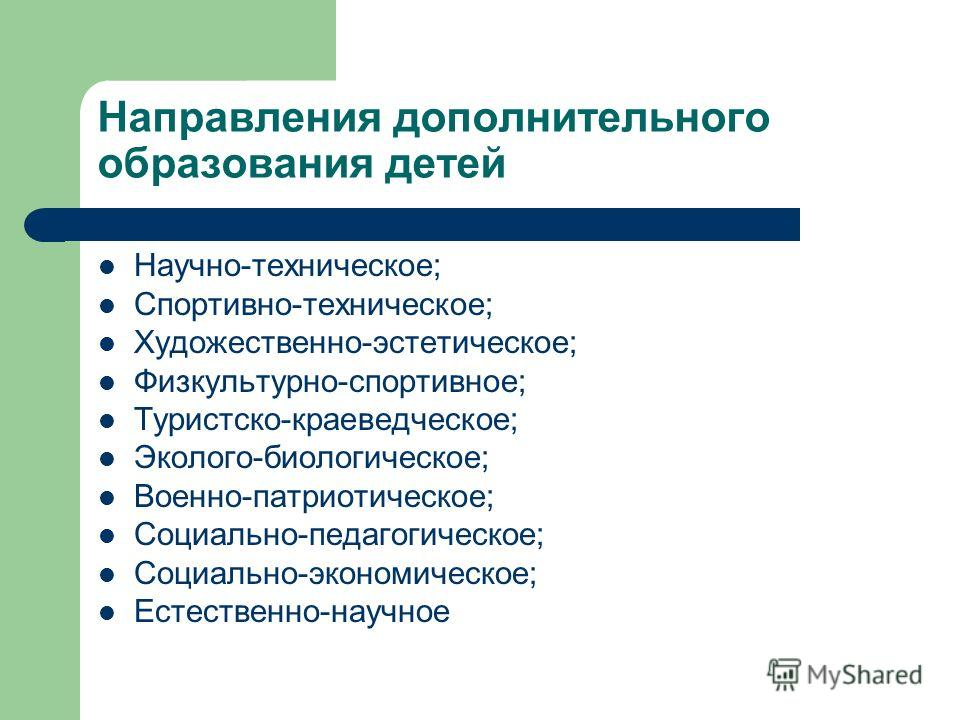 Направления дополнительного
образования детей
Научно-техническое;
Спортивно-техническое;
Художественно-эстетическое;
Физкультурно-спортивное;
Туристско-краеведческое;
Эколого-биологическое;
Военно-патриотическое;
Социально-педагогическое;
Социально-экономическое;
Естественно-научное
MyShared